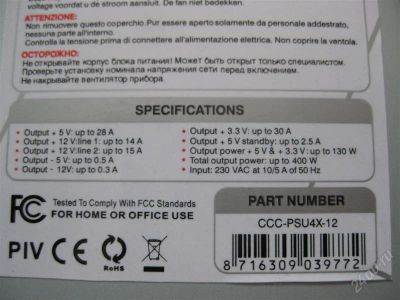 voltage voordat u de stroom aansluit. De fan niet bedekken.
ATTENZIONE:
Non rimuovere questo coperchio.Pur essere aperto solamente da personale addestrato,
nessuna parte all'interno.
Controlla la tensione prima di connettere all'alimentazione elettrica. Non coprire la ventola.
ОСТОРОЖНО:
Не открывайте корпус блока питания! Может быть открыт только специалистом.
Проверьте установку номинала напряжения сети перед включением.
Не накрывайте вентилятор прибора.
SPECIFICATIONS
• Output + 5 V: up to 28 A
• Output + 12 V:line 1: up to 14 A
• Output + 12 V:line 2: up to 15 A
• Output - 5 V: up to 0.5 A
• Output - 12V: up to 0.3 A
• Output + 3.3 V: up to 30 A
• Output + 5 V standby: up to 2.5 A
• Output power + 5 V & + 3.3 V: up to 130 W
• Total output power: up to 400 W
• Input: 230 VAC at 10/5 A of 50 Hz
FC Tested To Comply
With FCC Standards
FOR HOME OR OFFICE USE
PIV CE RoHS
PART NUMBER
CCC-PSU4X-12
8 716309 039772